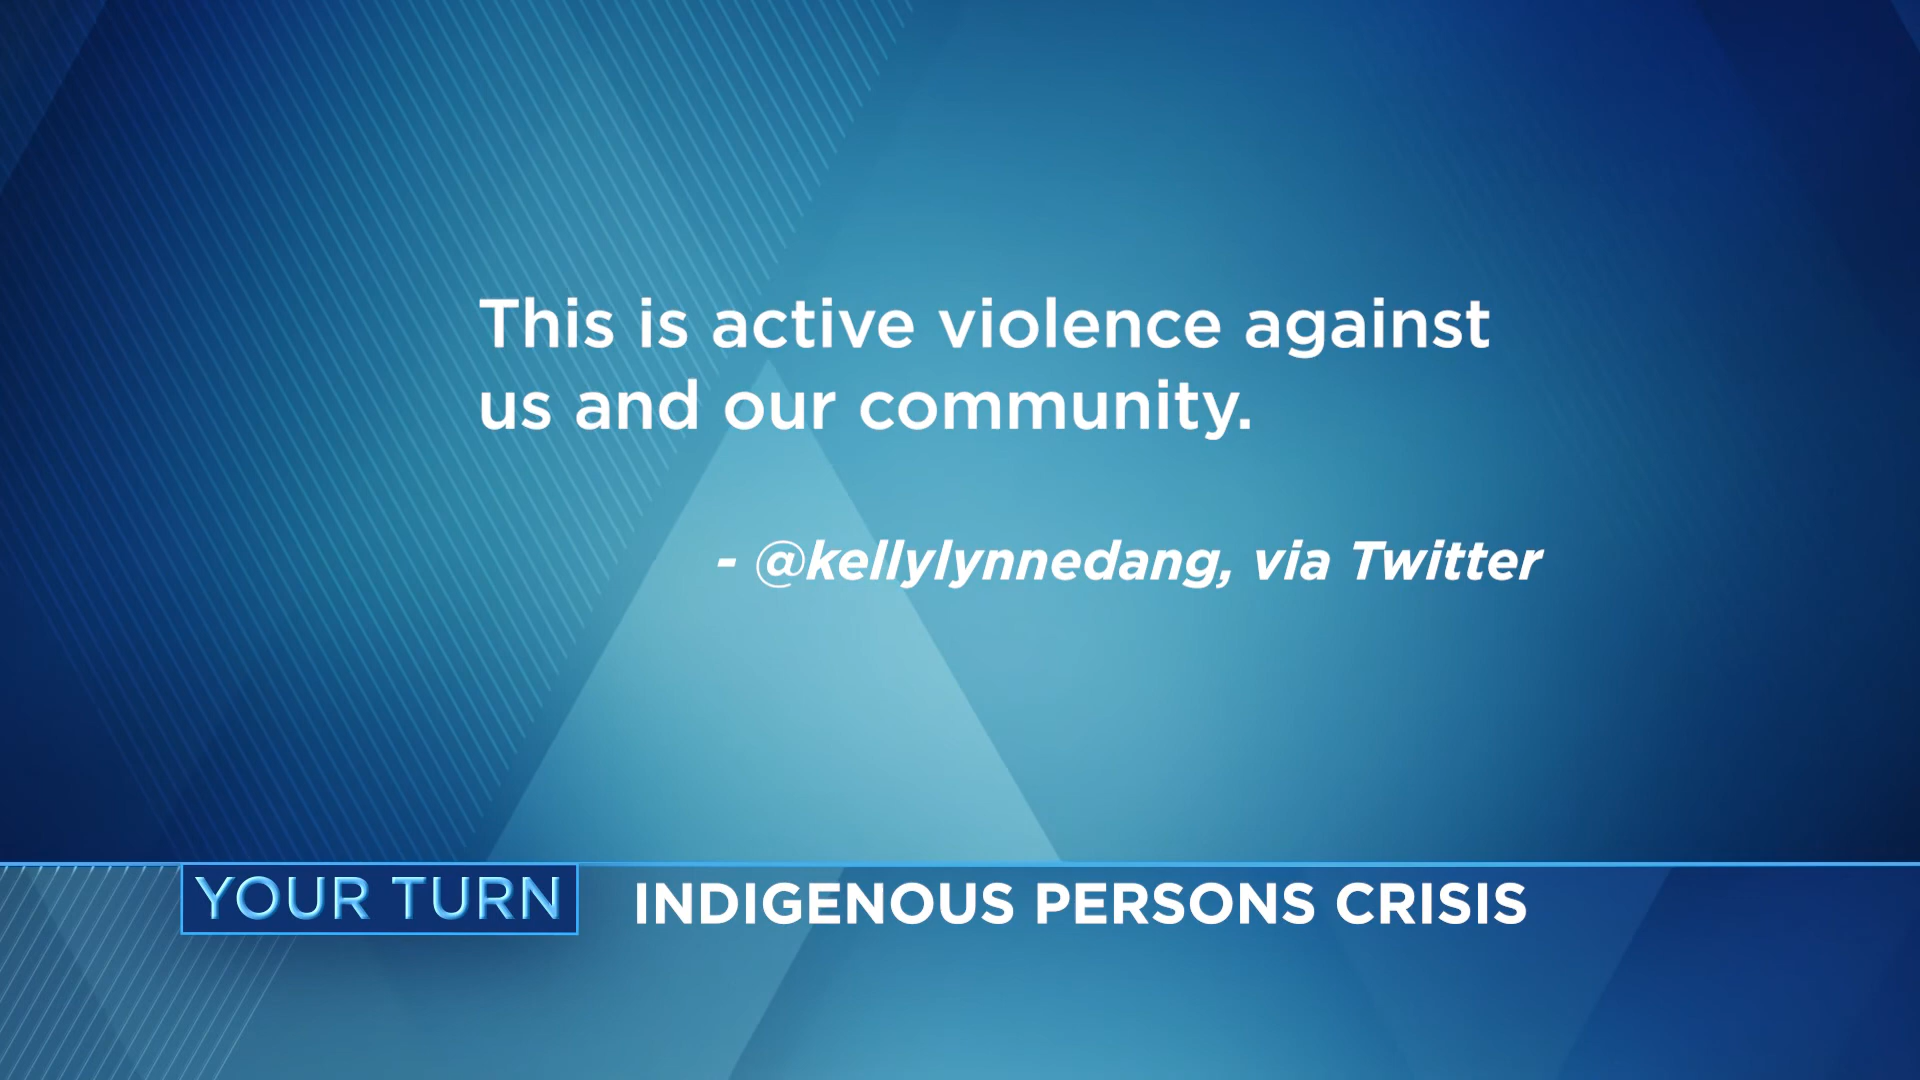 This is active violence against
us and our community.
- @kellylynnedang, via Twitter
YOUR TURN
INDIGENOUS PERSONS CRISIS